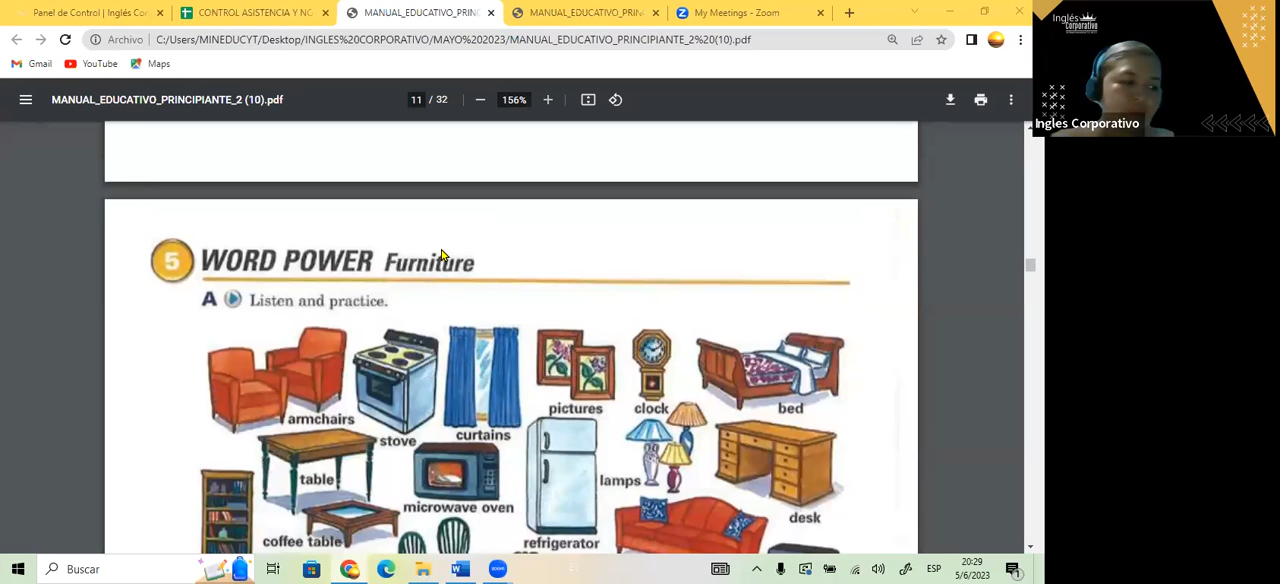 Panel de Control | Inglés Cor
CONTROL ASISTENCIA Y NO
MANUAL_EDUCATIVO_PRINC
MANUAL_EDUCATIVO_PRIN
My Meetings - Zoom
Archivo
C:/Users/MINEDUCYT/Desktop/INGLES%20CORPORATIVO/MAYO%202023/MANUAL_EDUCATIVO_PRINCIPIANTE_2%20(10).pdf
Gmail
YouTube
Maps
MANUAL_EDUCATIVO_PRINCIPIANTE_2 (10).pdf
11 / 32
156%
Inglés
Corporativo
Ingles Corporativo
5 WORD POWER Furniture
A Listen and practice.
armchairs
stove
curtains
pictures
clock
bed
table
microwave oven
lamps
desk
coffee table
refrigerator
Buscar
ESP
20:29
5/6/2023